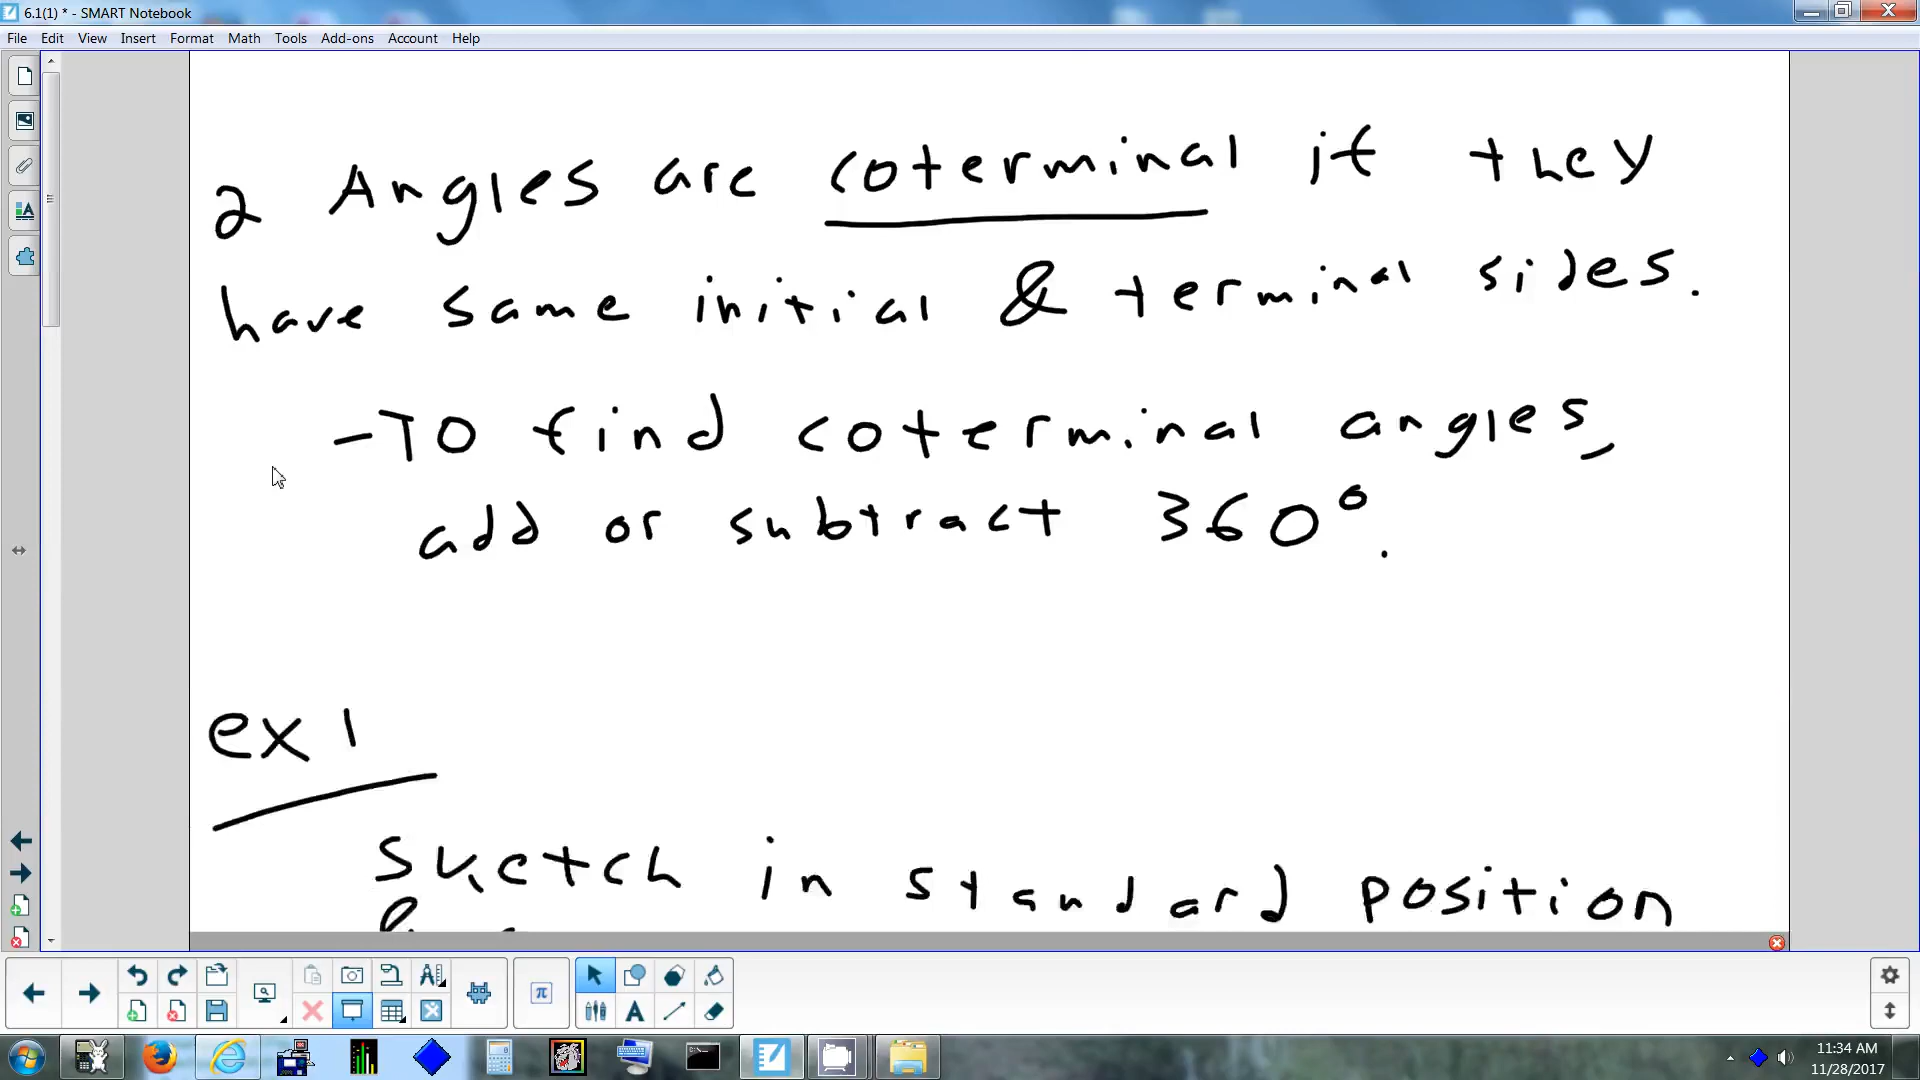 6.1(1) * - SMART Notebook
File Edit View Insert Format Math Tools Add-ons Account Help
2 Angles are coterminal if they
have same initial & terminal sides.
- To find coterminal angles,
add or subtract 360°.
ex 1
Sketch in standard position
&
11:34 AM
11/28/2017